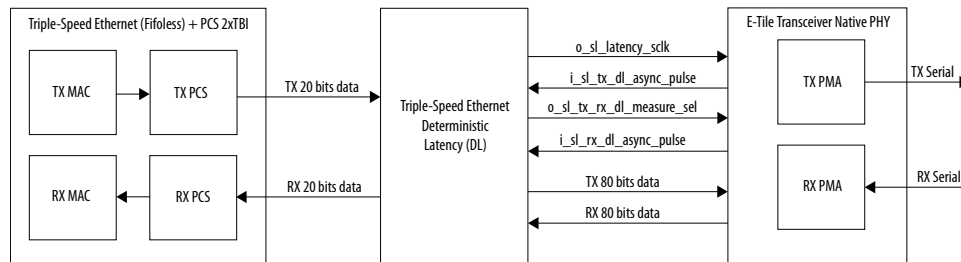 Triple-Speed Ethernet (Fifoless) + PCS 2xTBI
TX MAC
TX PCS
RX MAC
RX PCS
TX 20 bits data
RX 20 bits data
Triple-Speed Ethernet
Deterministic
Latency (DL)
o_sl_latency_sclk
i_sl_tx_dl_async_pulse
o_sl_tx_rx_dl_measure_sel
i_sl_rx_dl_async_pulse
TX 80 bits data
RX 80 bits data
E-Tile Transceiver Native PHY
TX PMA
RX PMA
TX Serial
RX Serial